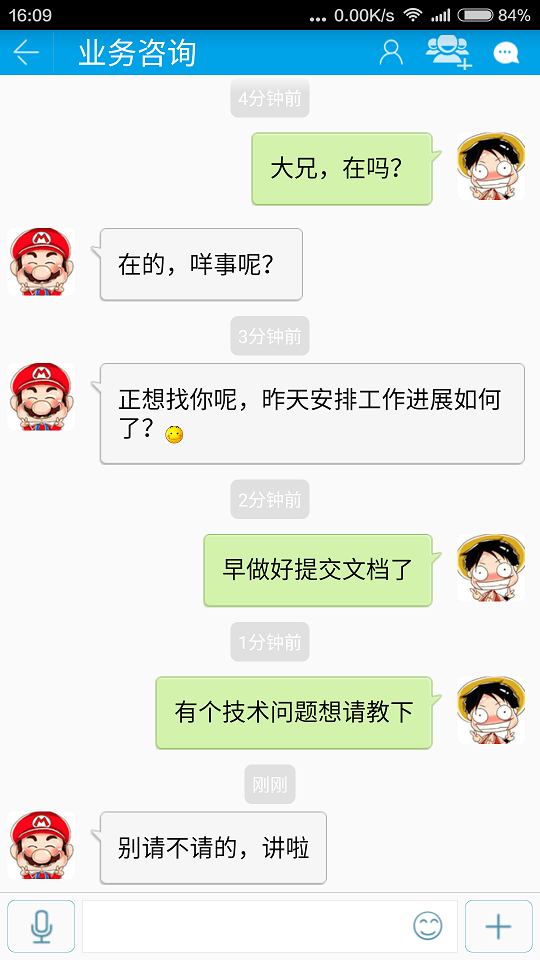 16:09
... 0.00K/s 84%
业务咨询
4分钟前
大兄，在吗？
在的，咩事呢？
3分钟前
正想找你呢，昨天安排工作进展如何
了？
2分钟前
早做好提交文档了
1分钟前
有个技术问题想请教下
刚刚
别请不请的，讲啦